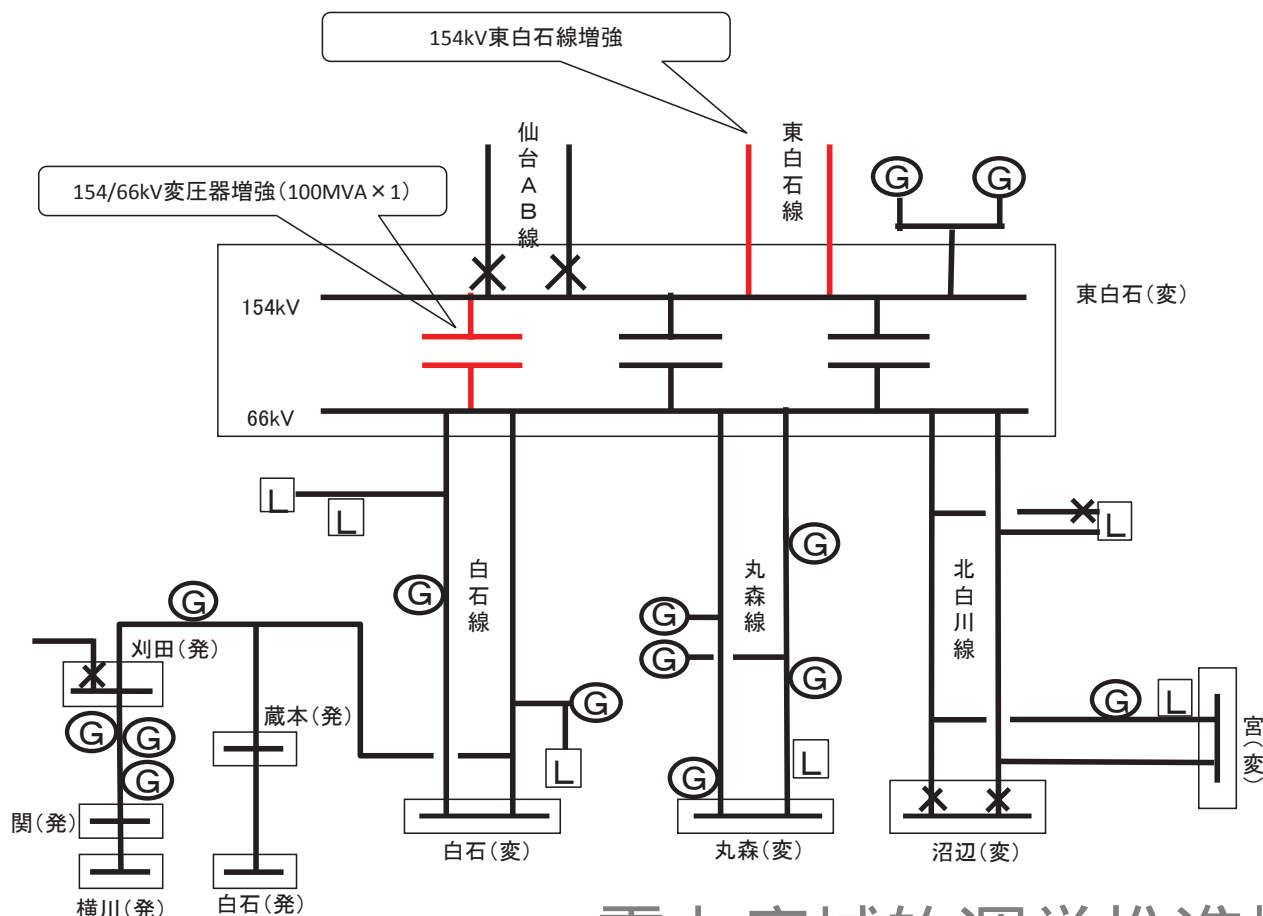 154kV東白石線増強
154/66kV変圧器増強(100MVA×1)
仙台AB線
東白石線
G
G
154kV
東白石(変)
66kV
L
L
L
G
白石線
丸森線
G
北白川線
G
G
刈田(発)
G
G
G
G
L
宮(変)
蔵本(発)
G
G
G
G
L
L
G
関(発)
白石(変)
丸森(変)
沼辺(変)
横川(発)
白石(発)